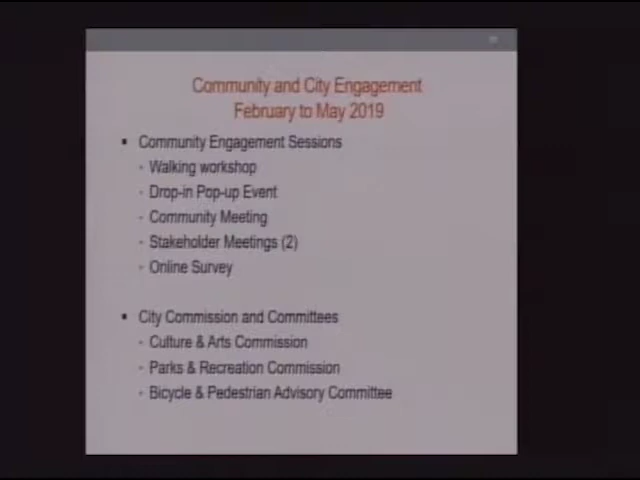 Community and City Engagement
February to May 2019
▪ Community Engagement Sessions
- Walking workshop
- Drop-in Pop-up Event
- Community Meeting
- Stakeholder Meetings (2)
- Online Survey
▪ City Commission and Committees
- Culture & Arts Commission
- Parks & Recreation Commission
- Bicycle & Pedestrian Advisory Committee